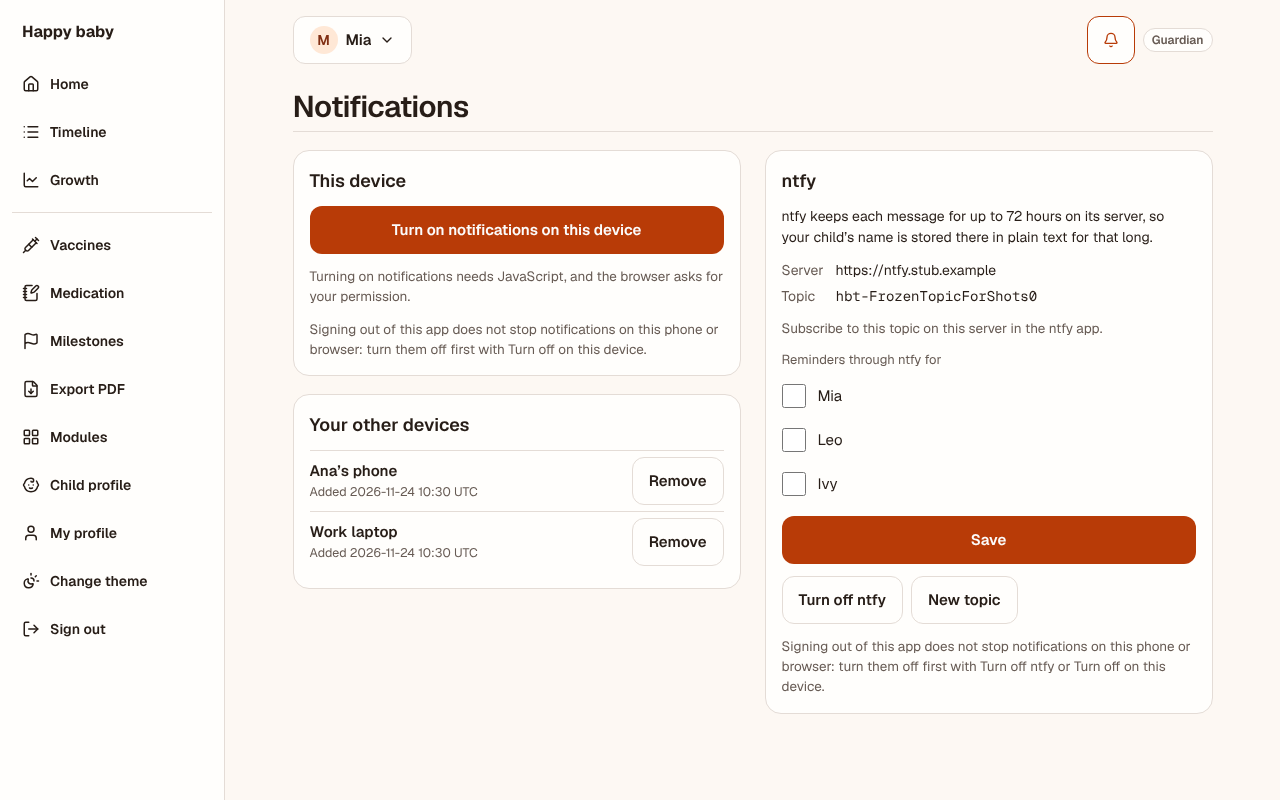 Happy baby
Home
Timeline
Growth
Vaccines
Medication
Milestones
Export PDF
Modules
Child profile
My profile
Change theme
Sign out
M Mia
Guardian
Notifications
This device
Turn on notifications on this device
Turning on notifications needs JavaScript, and the browser asks for
your permission.
Signing out of this app does not stop notifications on this phone or
browser: turn them off first with Turn off on this device.
Your other devices
Ana’s phone
Added 2026-11-24 10:30 UTC
Remove
Work laptop
Added 2026-11-24 10:30 UTC
Remove
ntfy
ntfy keeps each message for up to 72 hours on its server, so
your child’s name is stored there in plain text for that long.
Server https://ntfy.stub.example
Topic hbt-FrozenTopicForShots0
Subscribe to this topic on this server in the ntfy app.
Reminders through ntfy for
Mia
Leo
Ivy
Save
Turn off ntfy New topic
Signing out of this app does not stop notifications on this phone or
browser: turn them off first with Turn off ntfy or Turn off on this
device.